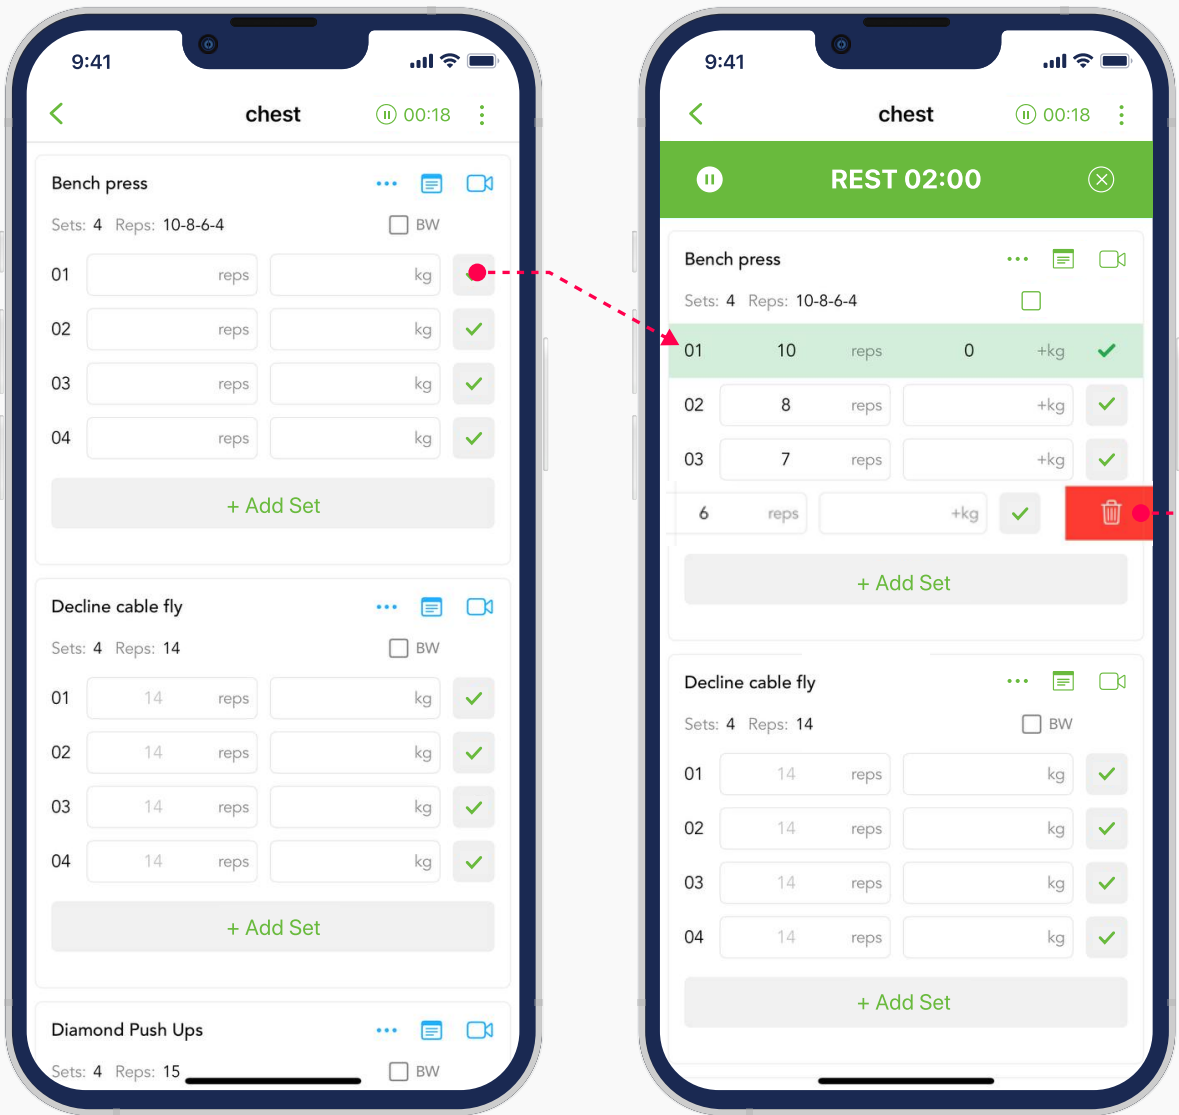 9:41
chest 00:18
Bench press
Sets: 4 Reps: 10-8-6-4 BW
01 reps kg
02 reps kg
03 reps kg
04 reps kg
+ Add Set
Decline cable fly
Sets: 4 Reps: 14 BW
01 14 reps kg
02 14 reps kg
03 14 reps kg
04 14 reps kg
+ Add Set
Diamond Push Ups
Sets: 4 Reps: 15 BW
9:41
chest 00:18
REST 02:00
Bench press
Sets: 4 Reps: 10-8-6-4
01 10 reps 0 +kg
02 8 reps +kg
03 7 reps +kg
6 reps +kg
+ Add Set
Decline cable fly
Sets: 4 Reps: 14 BW
01 14 reps kg
02 14 reps kg
03 14 reps kg
04 14 reps kg
+ Add Set